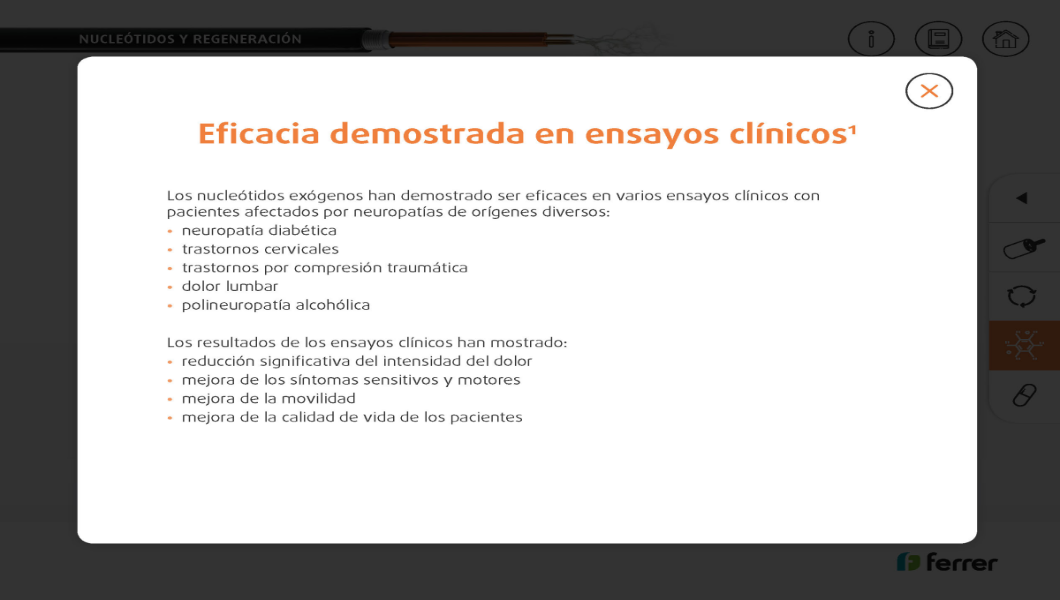 NUCLEÓTIDOS Y REGENERACIÓN
Eficacia demostrada en ensayos clínicos¹
Los nucleótidos exógenos han demostrado ser eficaces en varios ensayos clínicos con
pacientes afectados por neuropatías de orígenes diversos:
• neuropatía diabética
• trastornos cervicales
• trastornos por compresión traumática
• dolor lumbar
• polineuropatía alcohólica
Los resultados de los ensayos clínicos han mostrado:
• reducción significativa del intensidad del dolor
• mejora de los síntomas sensitivos y motores
• mejora de la movilidad
• mejora de la calidad de vida de los pacientes
ferrer